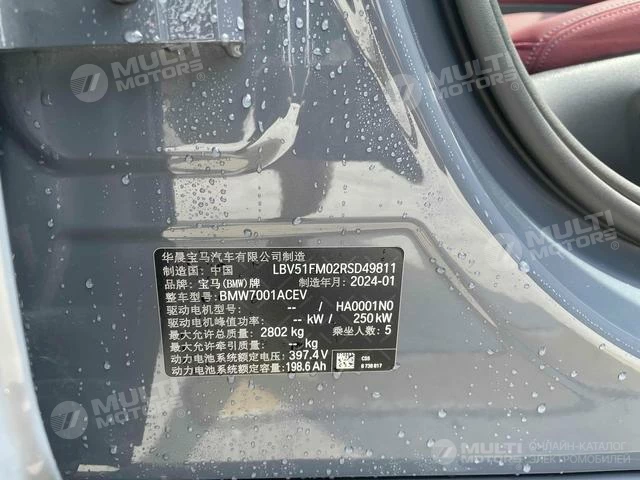 MULTI MOTORS®
MULTI MOTORS®
华晨宝马汽车有限公司制造
制造国: 中国 LBV51FM02RSD49811
品牌: 宝马(BMW)牌 制造年月: 2024-01
整车型号: BMW7001ACEV
驱动电机型号: -- / HA0001N0
驱动电机峰值功率: -- kW / 250 kW
最大允许总质量: 2802 kg 乘坐人数: 5
最大允许牵引质量: -- kg
动力电池系统额定电压: 397.4V
动力电池系统额定容量: 198.6Ah
MULTI MOTORS®
MULTI MOTORS®
MULTI MOTORS®
ОНЛАЙН-КАТАЛОГ
ЭЛЕКТРОМОБИЛЕЙ